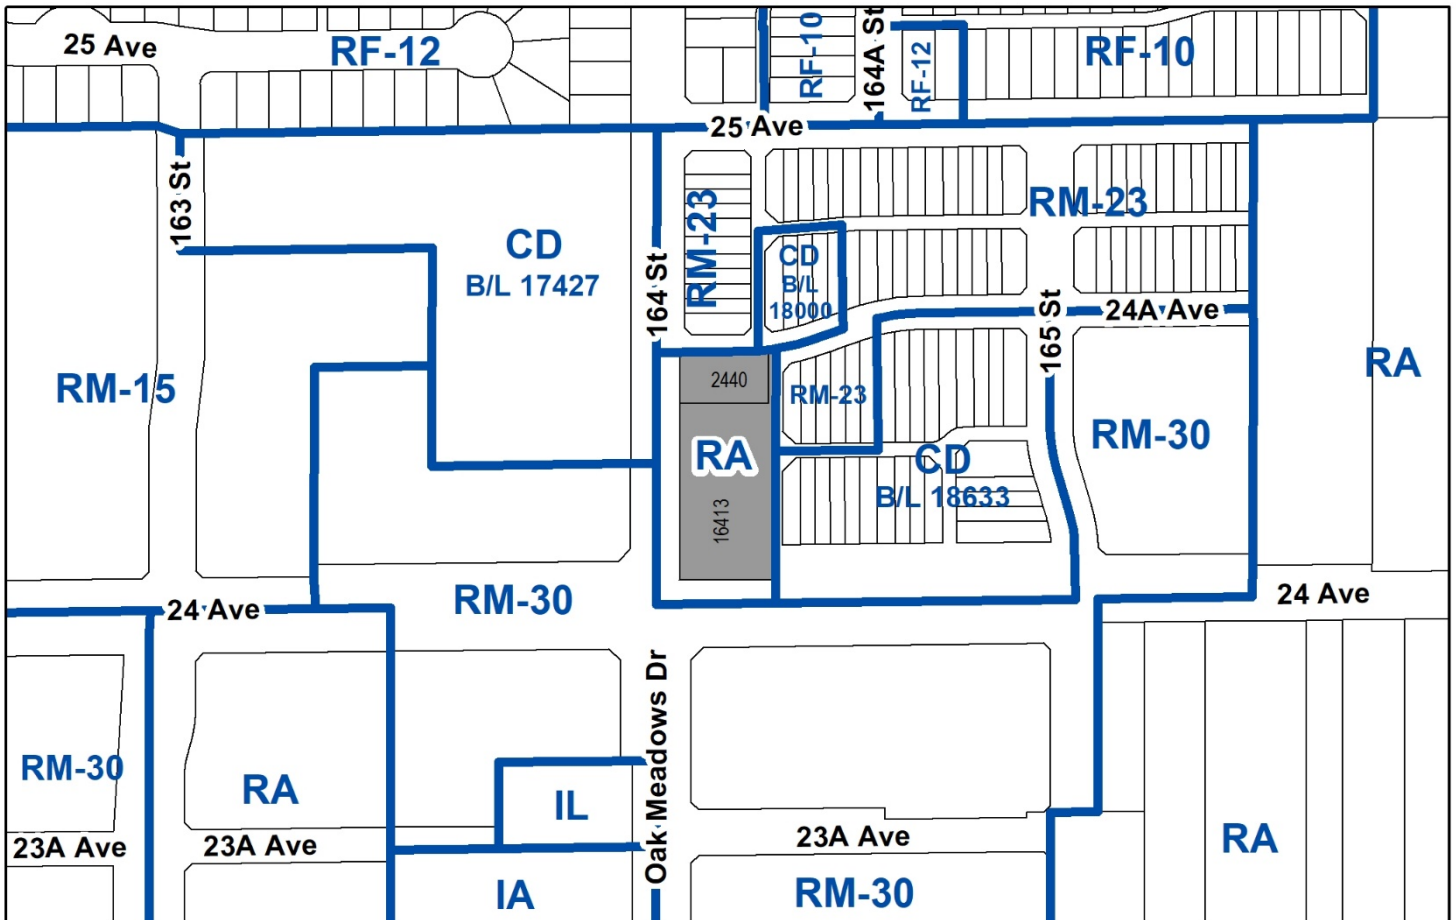 25 Ave
RF-12
RF-10
164A St
RF-12
RF-10
25 Ave
163 St
RM-23
RM-23
CD
B/L 17427
164 St
CD
B/L
18000
165 St
24A Ave
RM-15
2440
RM-23
RA
RA
RM-30
CD
B/L 18633
16413
24 Ave
RM-30
24 Ave
Oak Meadows Dr
RM-30
RA
IL
23A Ave
23A Ave
23A Ave
RA
IA
RM-30